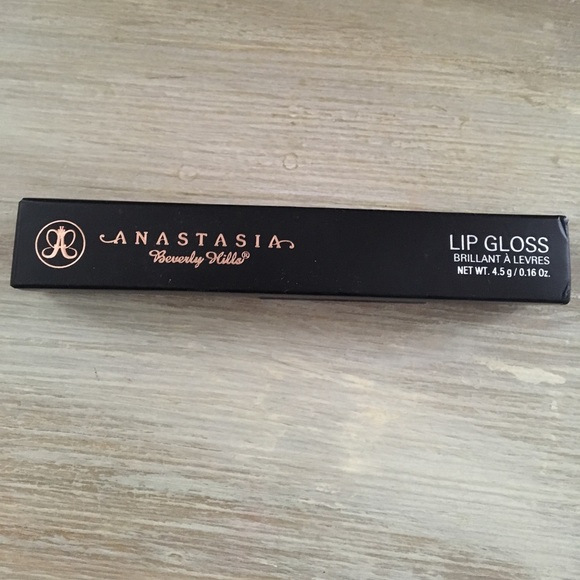 ANASTASIA
Beverly Hills®
LIP GLOSS
BRILLANT À LEVRES
NET WT. 4.5 g / 0.16 Oz.